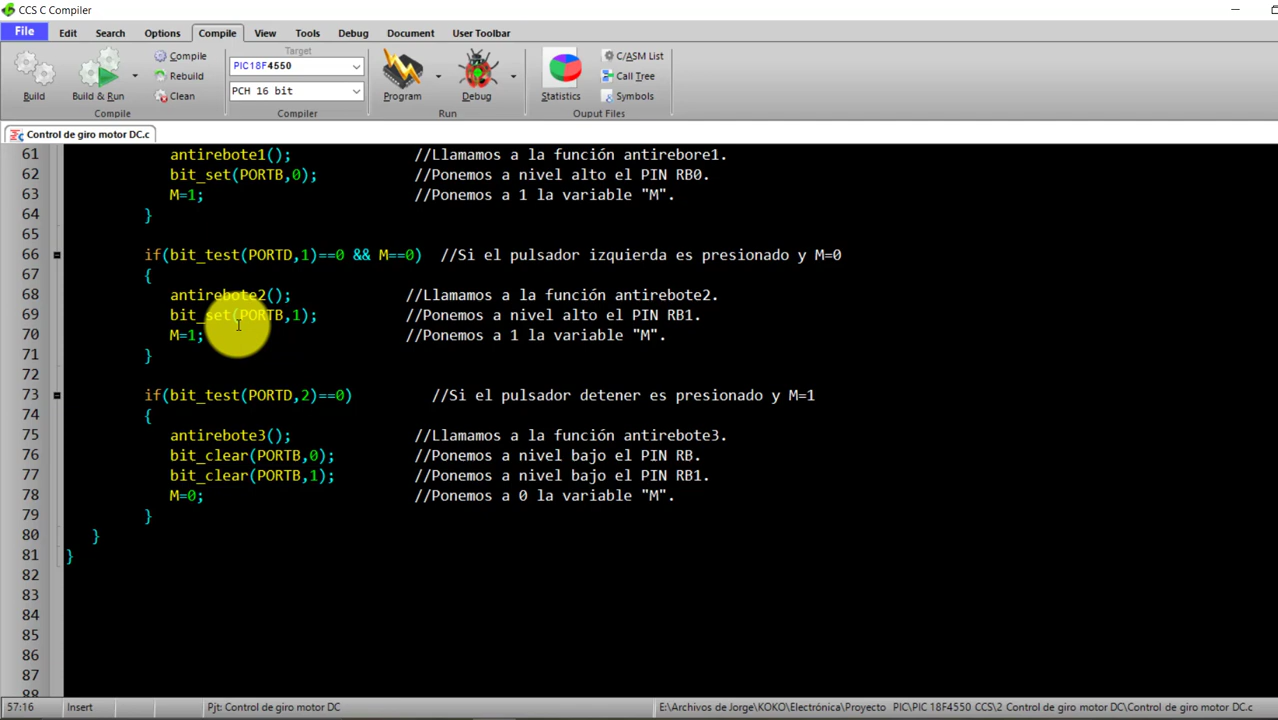 CCS C Compiler
File Edit Search Options Compile View Tools Debug Document User Toolbar
Build
Build & Run
Compile
Rebuild
Clean
Compile
Target
PIC18F4550
PCH 16 bit
Compiler
Program
Debug
Run
Statistics
C/ASM List
Call Tree
Symbols
Ouput Files
Control de giro motor DC.c
61 antirebote1(); //Llamamos a la función antirebore1.
62 bit_set(PORTB,0); //Ponemos a nivel alto el PIN RB0.
63 M=1; //Ponemos a 1 la variable "M".
64 }
65
66 if(bit_test(PORTD,1)==0 && M==0) //Si el pulsador izquierda es presionado y M=0
67 {
68 antirebote2(); //Llamamos a la función antirebote2.
69 bit_set(PORTB,1); //Ponemos a nivel alto el PIN RB1.
70 M=1; //Ponemos a 1 la variable "M".
71 }
72
73 if(bit_test(PORTD,2)==0) //Si el pulsador detener es presionado y M=1
74 {
75 antirebote3(); //Llamamos a la función antirebote3.
76 bit_clear(PORTB,0); //Ponemos a nivel bajo el PIN RB.
77 bit_clear(PORTB,1); //Ponemos a nivel bajo el PIN RB1.
78 M=0; //Ponemos a 0 la variable "M".
79 }
80 }
81 }
82
83
84
85
86
87
88
57:16 Insert Pjt: Control de giro motor DC E:\Archivos de Jorge\KOKO\Electrónica\Proyecto PIC\PIC 18F4550 CCS\2 Control de giro motor DC\Control de giro motor DC.c